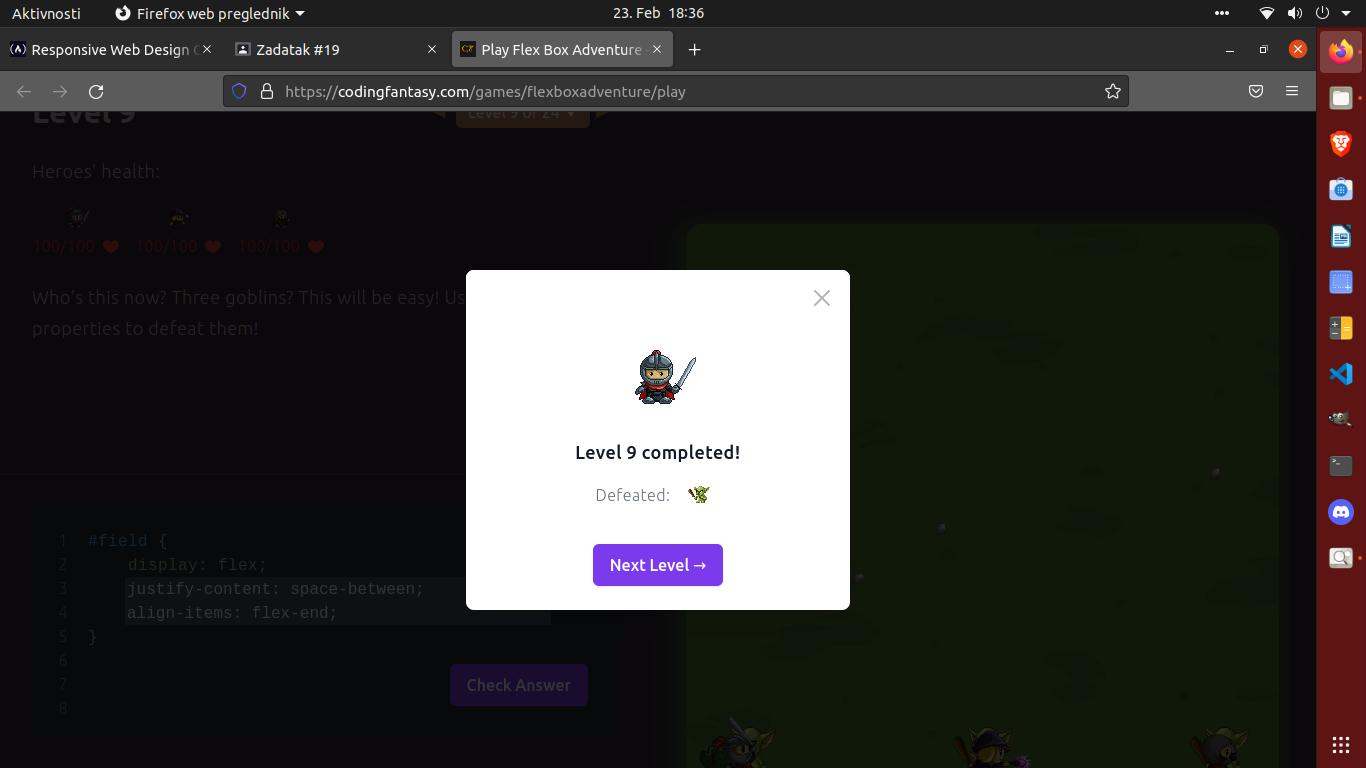 Aktivnosti
Firefox web preglednik
23. Feb 18:36
Responsive Web Design
Zadatak #19
Play Flex Box Adventure
https://codingfantasy.com/games/flexboxadventure/play
Level 9
Level 9 of 24
Heroes' health:
100/100 100/100 100/100
Who's this now? Three goblins? This will be easy! Us
properties to defeat them!
Level 9 completed!
Defeated:
Next Level →
1 #field {
2 display: flex;
3 justify-content: space-between;
4 align-items: flex-end;
5 }
6
7
8
Check Answer